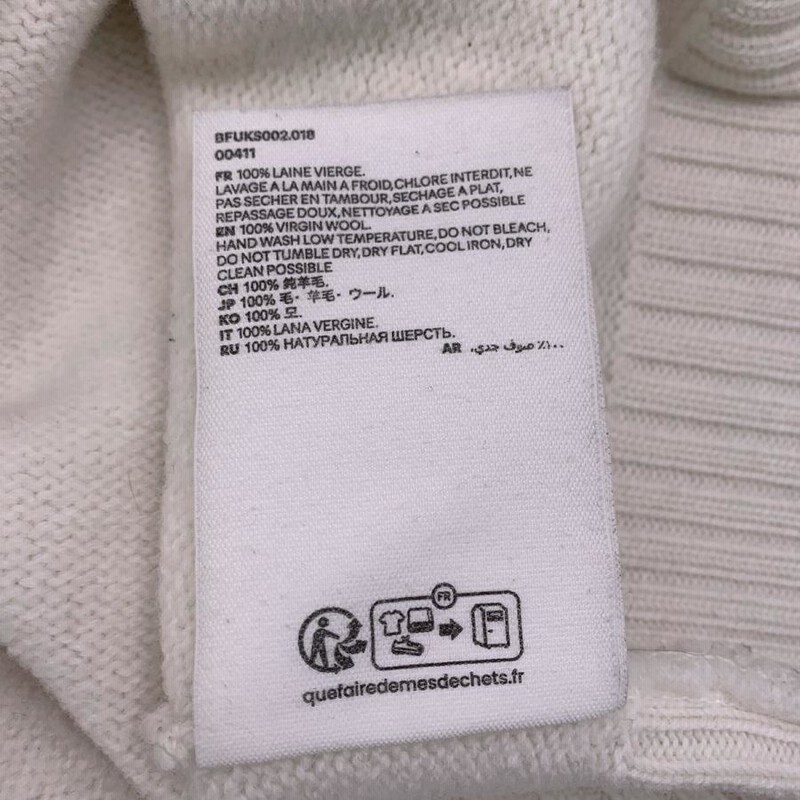 BFUKS002.018
00411
FR 100% LAINE VIERGE.
LAVAGE A LA MAIN A FROID, CHLORE INTERDIT, NE
PAS SECHER EN TAMBOUR, SECHAGE A PLAT,
REPASSAGE DOUX, NETTOYAGE A SEC POSSIBLE
EN 100% VIRGIN WOOL.
HAND WASH LOW TEMPERATURE, DO NOT BLEACH,
DO NOT TUMBLE DRY, DRY FLAT, COOL IRON, DRY
CLEAN POSSIBLE
CH 100% 純羊毛.
JP 100% 毛・羊毛・ウール.
KO 100% 모.
IT 100% LANA VERGINE.
RU 100% НАТУРАЛЬНАЯ ШЕРСТЬ.
AR ٪١٠٠ صوف جدي.
FR
quefairedemesdechets.fr